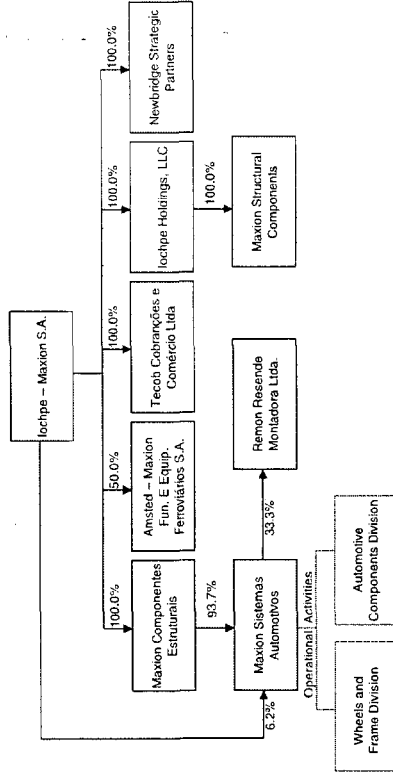 Iochpe – Maxion S.A.
100.0%
50.0%
100.0%
100.0%
100.0%
Maxion Componentes
Estruturais
Amsted – Maxion
Fun. E Equip.
Ferroviários S.A.
Tecob Cobranções e
Comércio Ltda
Iochpe Holdings, LLC
Newbridge Strategic
Partners
93.7%
100.0%
6.2%
Maxion Sistemas
Automotivos
33.3%
Remon Resende
Montadora Ltda.
Maxion Structural
Components
Operational Activities
Wheels and
Frame Division
Automotive
Components Division